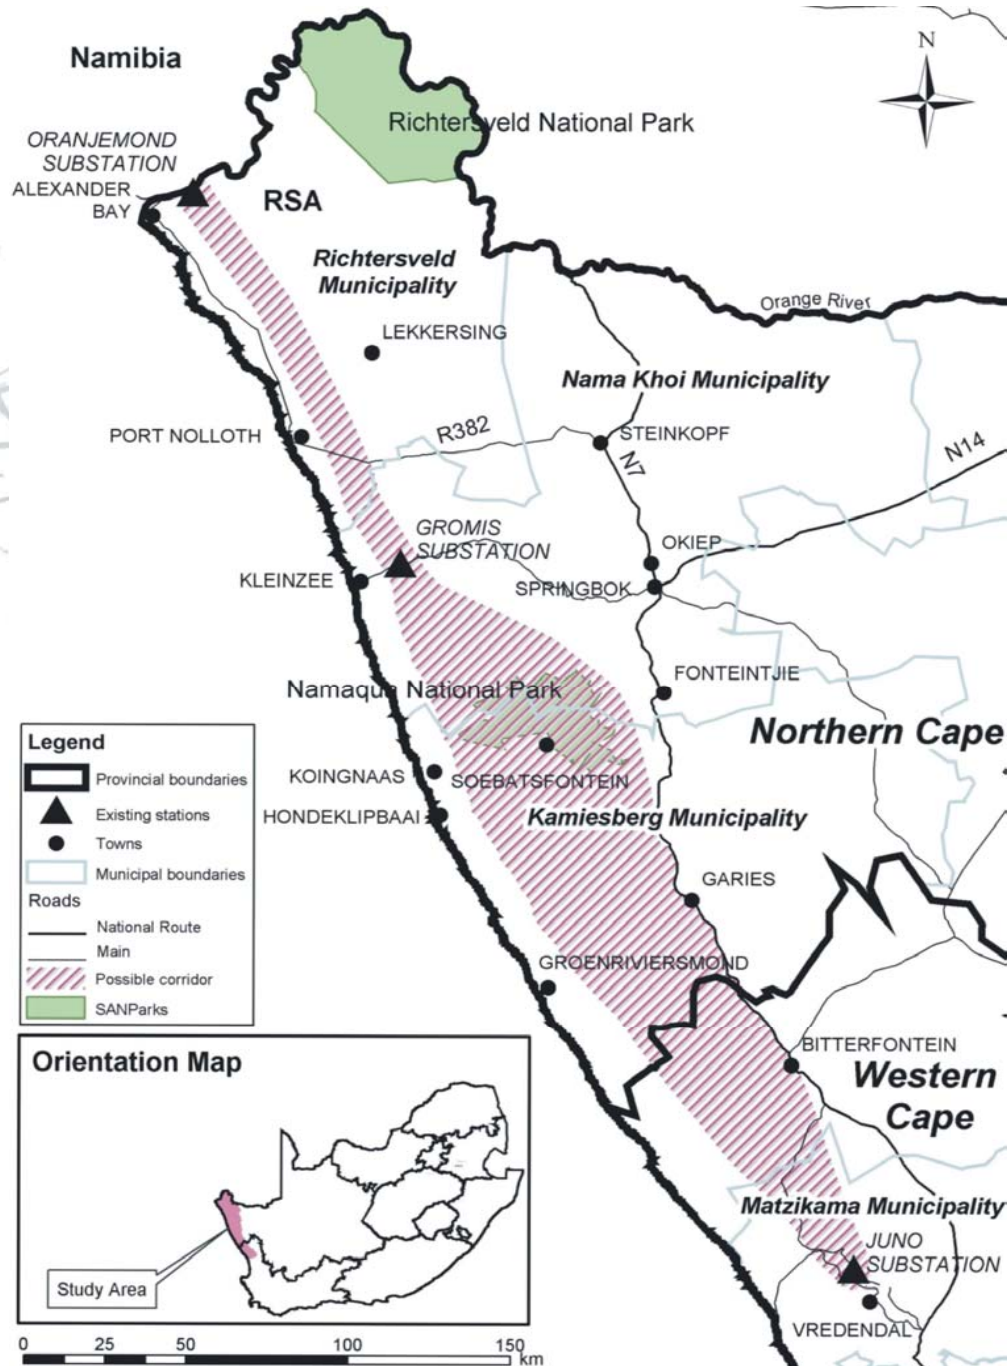 Namibia
N
Richtersveld National Park
ORANJEMOND
SUBSTATION
ALEXANDER
BAY
RSA
Richtersveld
Municipality
Orange River
LEKKERSING
Nama Khoi Municipality
PORT NOLLOTH
R382
STEINKOPF
N7
N14
GROMIS
SUBSTATION
OKIEP
KLEINZEE
SPRINGBOK
FONTEINTJIE
Namaqua National Park
Northern Cape
KOINGNAAS
SOEBATSFONTEIN
HONDEKLIPBAAI
Kamiesberg Municipality
GARIES
GROENRIVIERSMOND
BITTERFONTEIN
Western
Cape
Matzikama Municipality
JUNO
SUBSTATION
VREDENDAL
Legend
Provincial boundaries
Existing stations
Towns
Municipal boundaries
Roads
National Route
Main
Possible corridor
SANParks
Orientation Map
Study Area
0 25 50 100 150
km